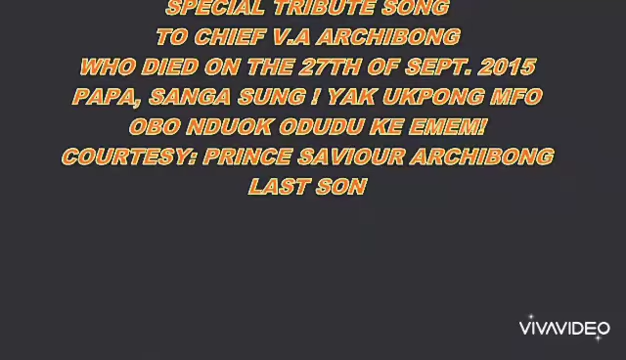 SPECIAL TRIBUTE SONG
TO CHIEF V.A ARCHIBONG
WHO DIED ON THE 27TH OF SEPT. 2015
PAPA, SANGA SUNG ! YAK UKPONG MFO
OBO NDUOK ODUDU KE EMEM!
COURTESY: PRINCE SAVIOUR ARCHIBONG
LAST SON
VIVAVIDEO